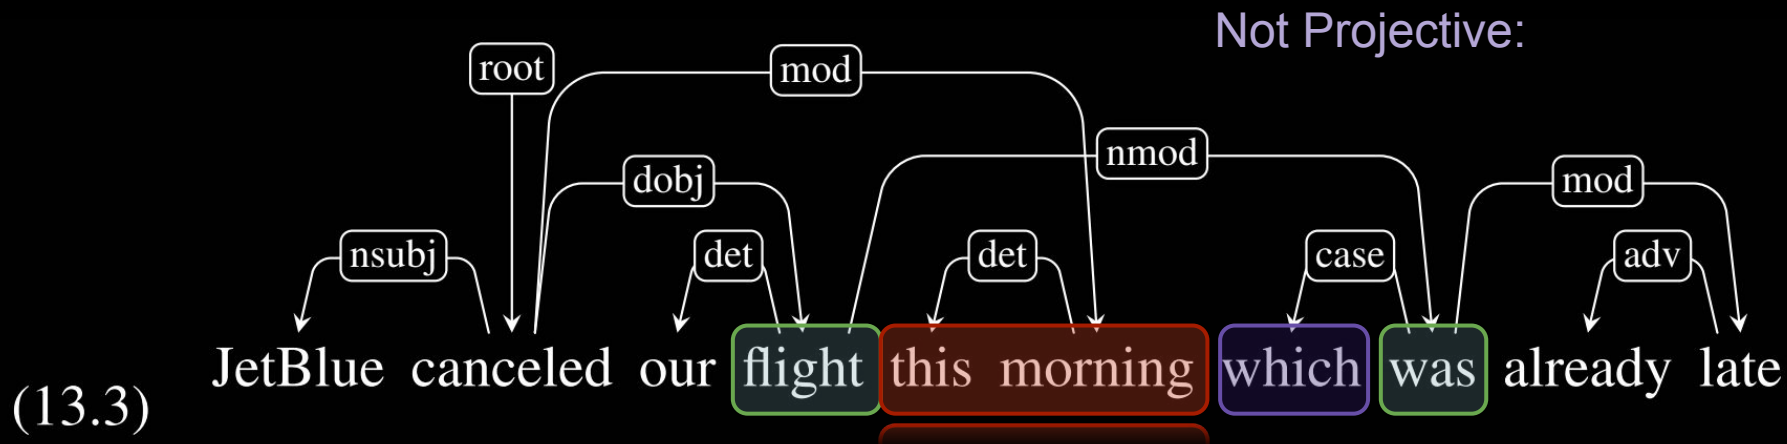 Not Projective:
root
mod
nmod
dobj
mod
nsubj
det
det
case
adv
JetBlue canceled our flight this morning which was already late
(13.3)